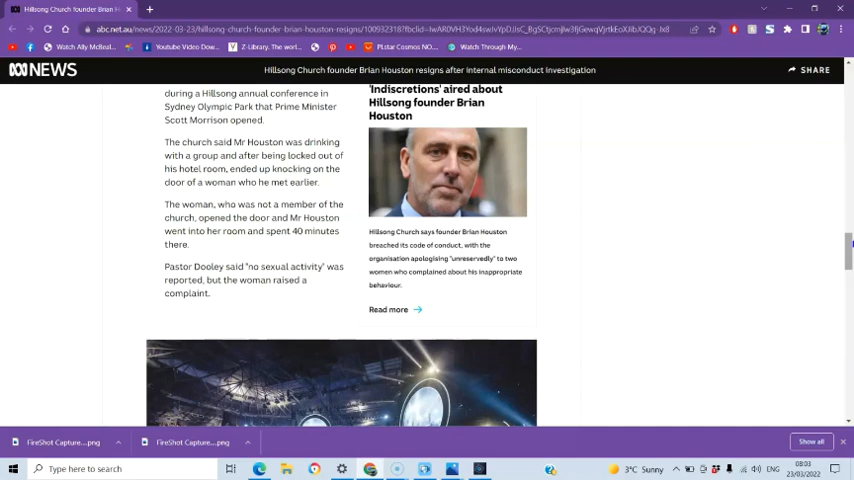 Hillsong Church founder Brian H
abc.net.au/news/2022-03-23/hillsong-church-founder-brian-houston-resigns/
Watch Ally McBeal...
Youtube Video Dow...
Z-Library. The worl...
PLstar Cosmos NO...
Watch Through My...
NEWS
Hillsong Church founder Brian Houston resigns after internal misconduct investigation
SHARE
during a Hillsong annual conference in
Sydney Olympic Park that Prime Minister
Scott Morrison opened.
The church said Mr Houston was drinking
with a group and after being locked out of
his hotel room, ended up knocking on the
door of a woman who he met earlier.
The woman, who was not a member of the
church, opened the door and Mr Houston
went into her room and spent 40 minutes
there.
Pastor Dooley said "no sexual activity" was
reported, but the woman raised a
complaint.
'Indiscretions' aired about
Hillsong founder Brian
Houston
Hillsong Church says founder Brian Houston
breached its code of conduct, with the
organisation apologising "unreservedly" to two
women who complained about his inappropriate
behaviour.
Read more
FireShot Capture....png
FireShot Capture....png
Show all
Type here to search
3°C Sunny
ENG
08:03
23/03/2022